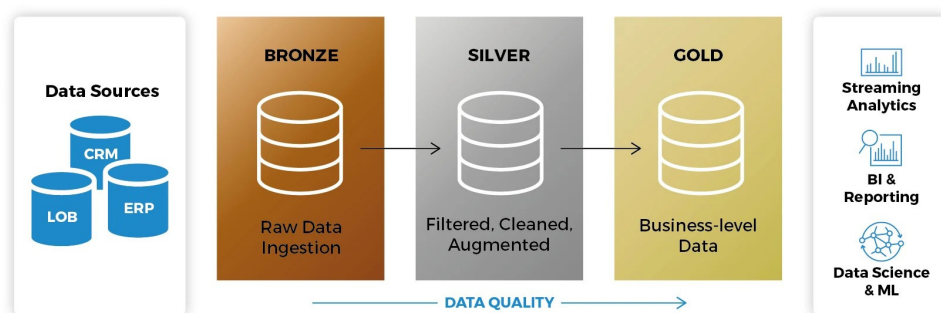 Data Sources
CRM
LOB
ERP
BRONZE
Raw Data
Ingestion
SILVER
Filtered, Cleaned,
Augmented
GOLD
Business-level
Data
DATA QUALITY
Streaming
Analytics
BI &
Reporting
Data Science
& ML